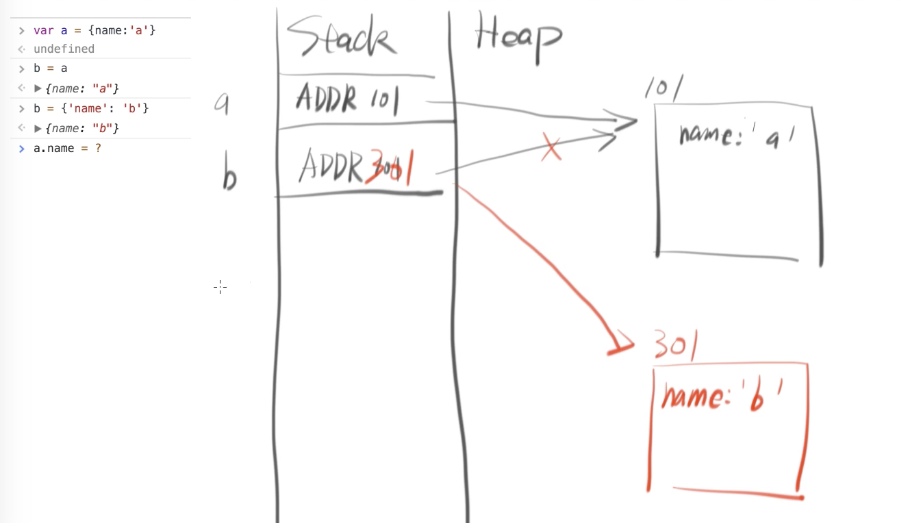 > var a = {name:'a'}
< undefined
> b = a
< ▶{name: "a"}
> b = {'name': 'b'}
< ▶{name: "b"}
> a.name = ?
Stack
Heap
a
ADDR 101
b
ADDR 301
101
name: 'a'
301
name: 'b'